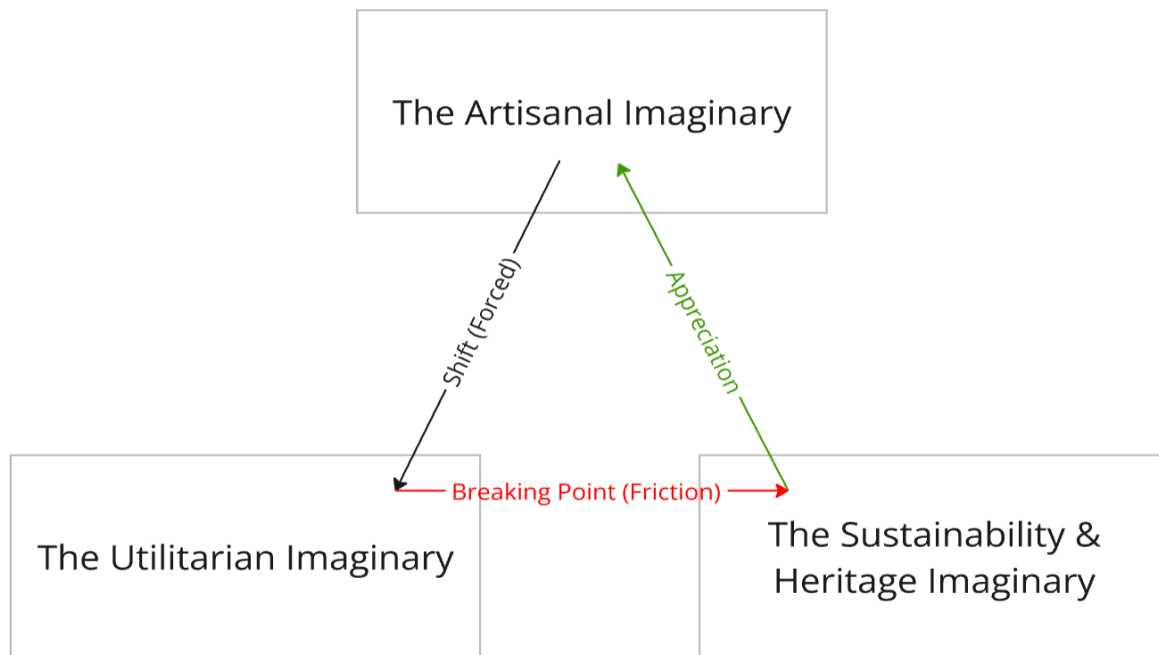 The Artisanal Imaginary
Shift (Forced)
Appreciation
Breaking Point (Friction)
The Utilitarian Imaginary
The Sustainability &
Heritage Imaginary